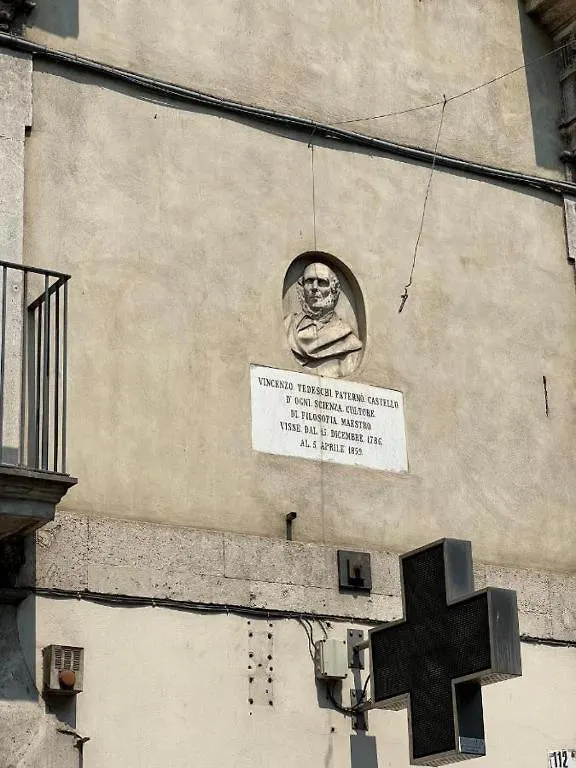 VINCENZO TEDESCHI PATERNÒ CASTELLO
D' OGNI SCIENZA CULTORE
DI FILOSOFIA MAESTRO
VISSE DAL 15 DICEMBRE 1786
AL 5 APRILE 1859.
112